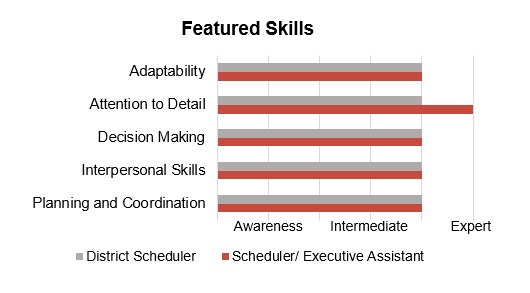 Featured Skills
Adaptability
Attention to Detail
Decision Making
Interpersonal Skills
Planning and Coordination
Awareness Intermediate Expert
District Scheduler Scheduler/ Executive Assistant